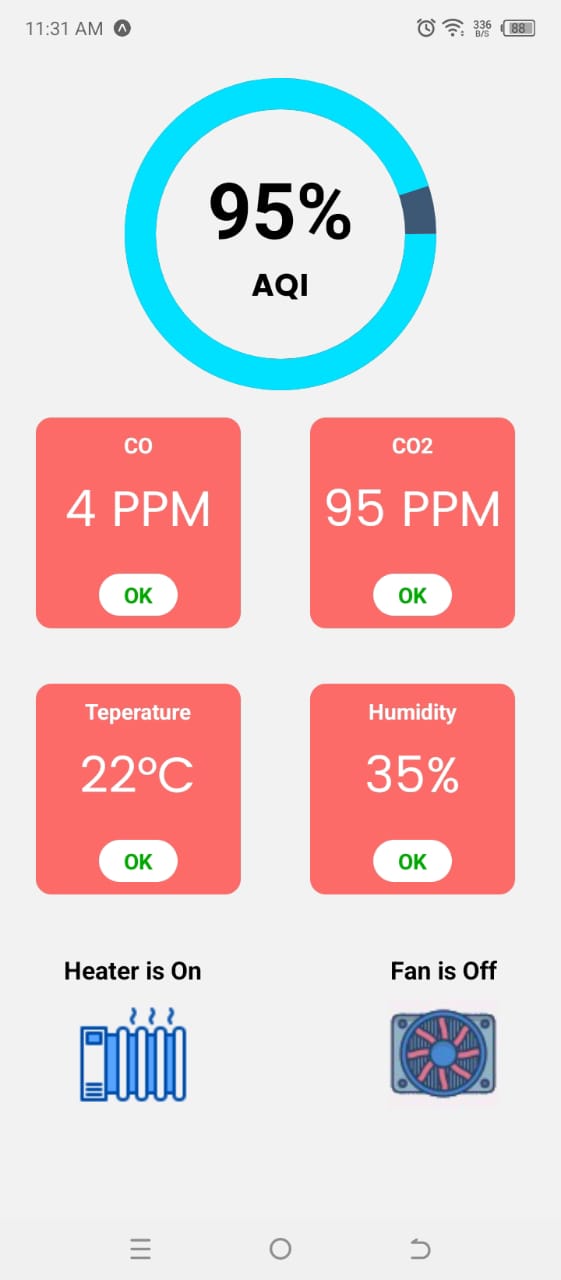 11:31 AM
336
B/S
88
95%
AQI
CO
CO2
4 PPM
95 PPM
OK
OK
Teperature
Humidity
22°C
35%
OK
OK
Heater is On
Fan is Off